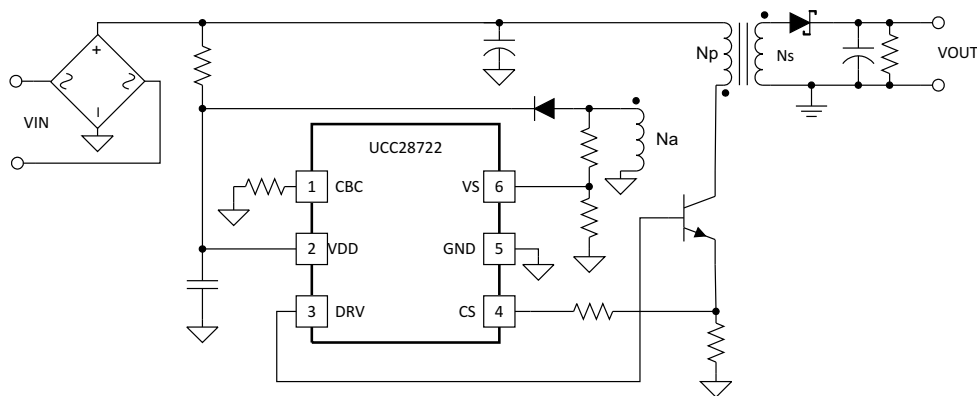 +
Np
Ns
VOUT
VIN
−
Na
UCC28722
1 CBC
VS 6
2 VDD
GND 5
3 DRV
CS 4